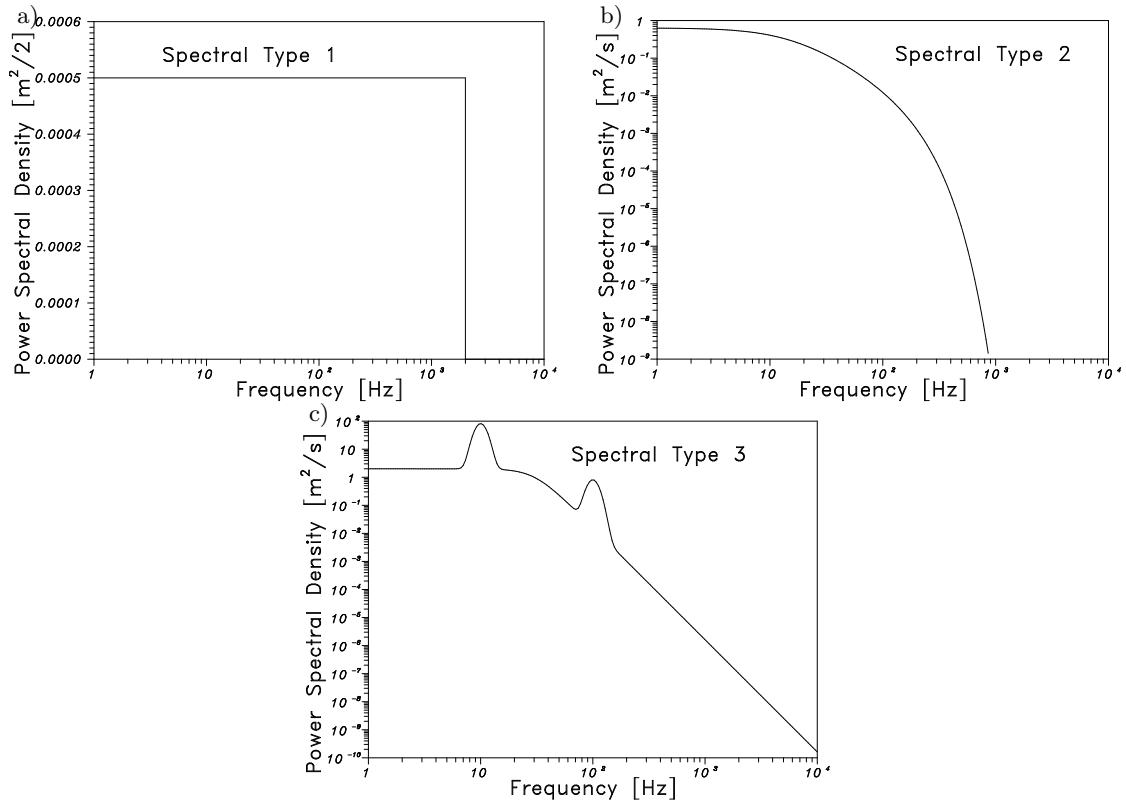 a)
Power Spectral Density [m²/2]
0.0006
0.0005
0.0004
0.0003
0.0002
0.0001
0.0000
Spectral Type 1
1 10 10² 10³ 10⁴
Frequency [Hz]
b)
Power Spectral Density [m²/s]
1
10⁻¹
10⁻²
10⁻³
10⁻⁴
10⁻⁵
10⁻⁶
10⁻⁷
10⁻⁸
10⁻⁹
Spectral Type 2
1 10 10² 10³ 10⁴
Frequency [Hz]
c)
Power Spectral Density [m²/s]
10²
10
1
10⁻¹
10⁻²
10⁻³
10⁻⁴
10⁻⁵
10⁻⁶
10⁻⁷
10⁻⁸
10⁻⁹
10⁻¹⁰
Spectral Type 3
1 10 10² 10³ 10⁴
Frequency [Hz]